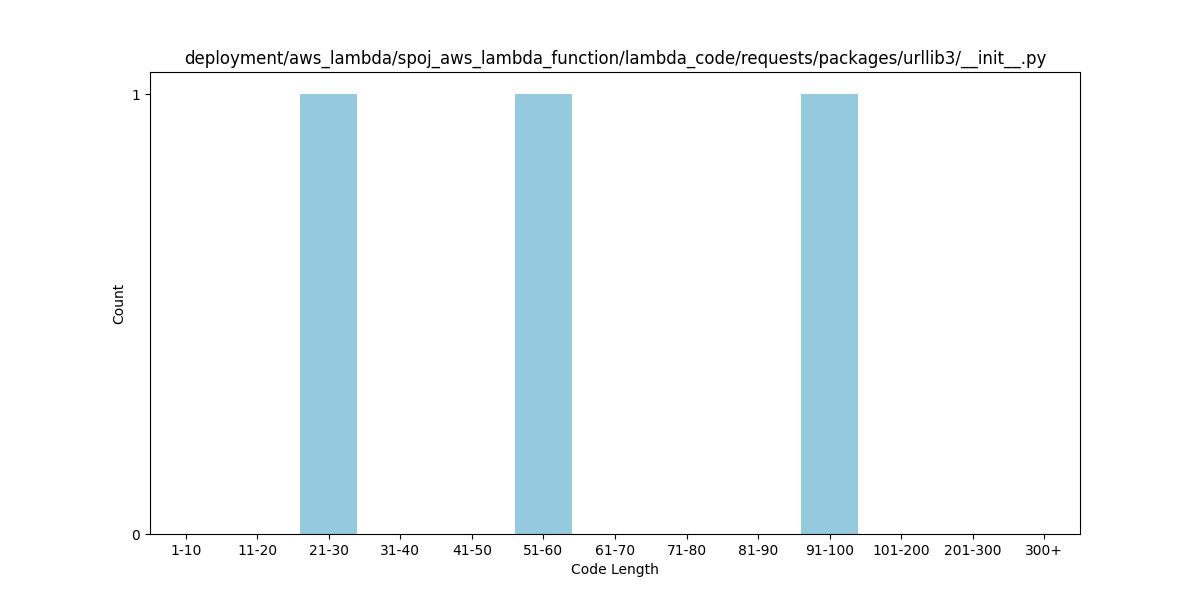 deployment/aws_lambda/spoj_aws_lambda_function/lambda_code/requests/packages/urllib3/__init__.py
1
Count
0
1-10 11-20 21-30 31-40 41-50 51-60 61-70 71-80 81-90 91-100 101-200 201-300 300+
Code Length